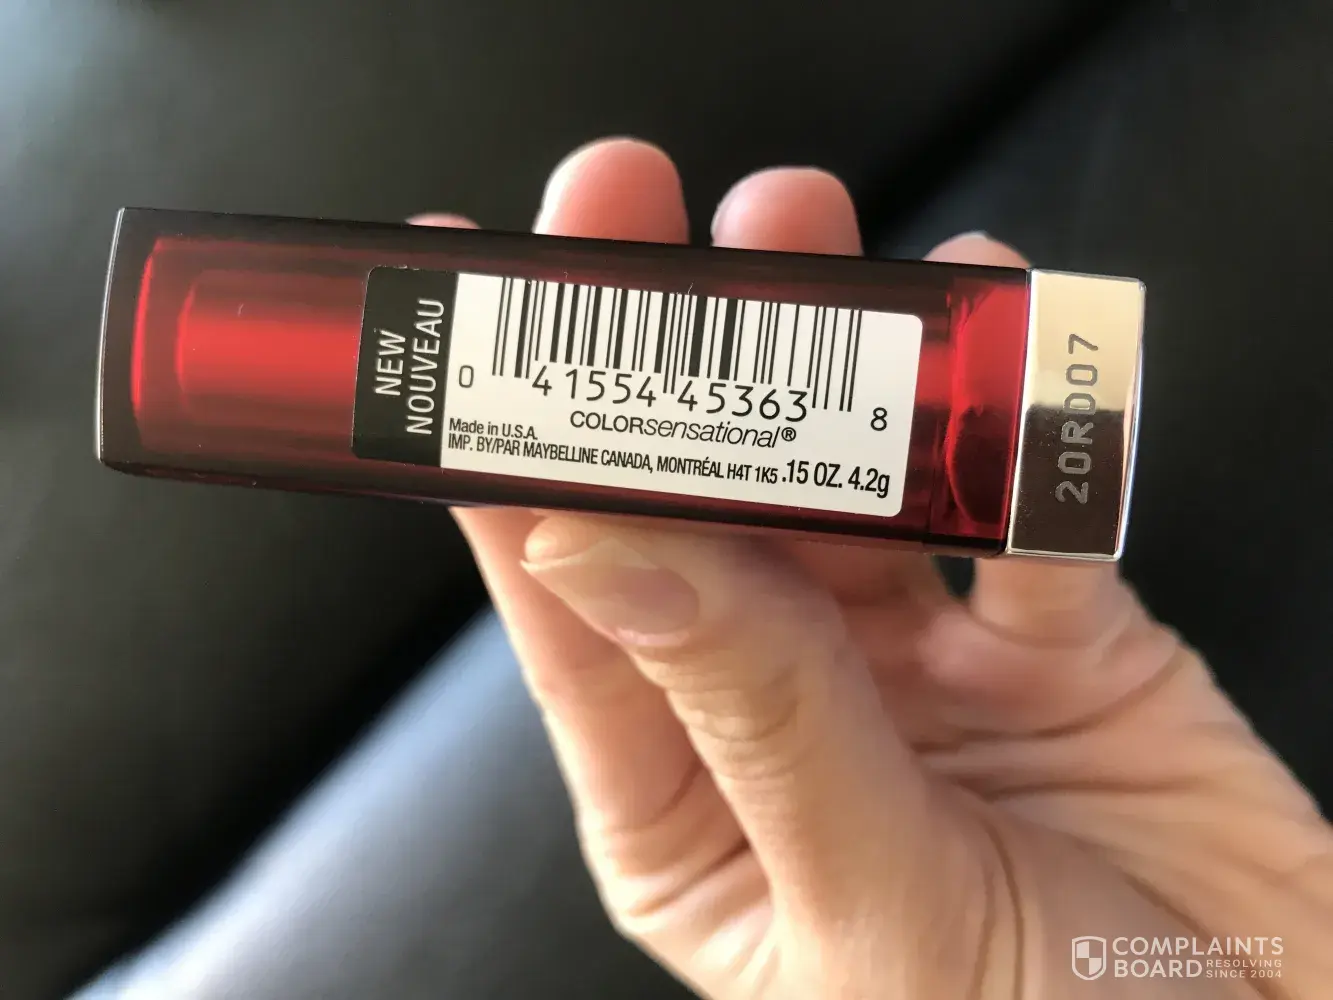 NEW
NOUVEAU
0 41554 45363 8
COLORsensational®
Made in U.S.A.
IMP. BY/PAR MAYBELLINE CANADA, MONTRÉAL H4T 1K5 .15 OZ. 4.2g
20RD07
COMPLAINTS
BOARD RESOLVING
SINCE 2004